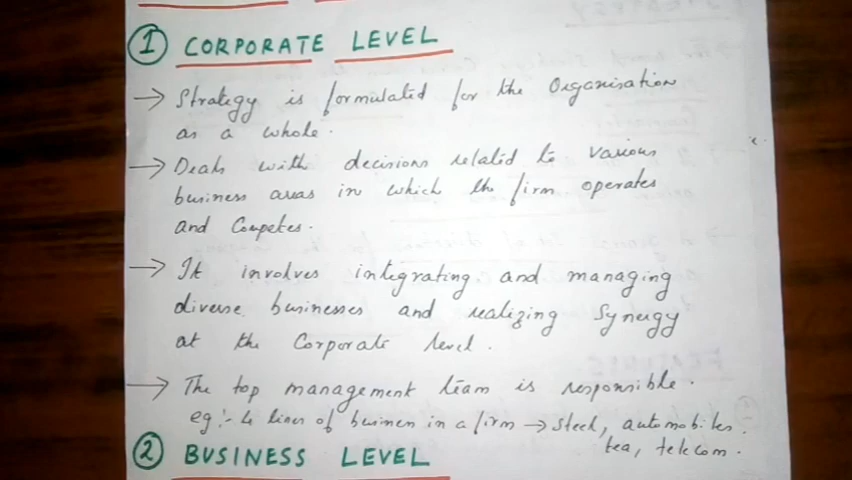 ① CORPORATE LEVEL
→ Strategy is formulated for the Organisation
as a whole.
→ Deals with decisions related to various
business areas in which the firm operates
and Competes.
→ It involves integrating and managing
diverse businesses and realizing Synergy
at the Corporate level.
→ The top management team is responsible.
eg:- 4 lines of business in a firm → Steel, automobiles,
tea, telecom.
② BUSINESS LEVEL